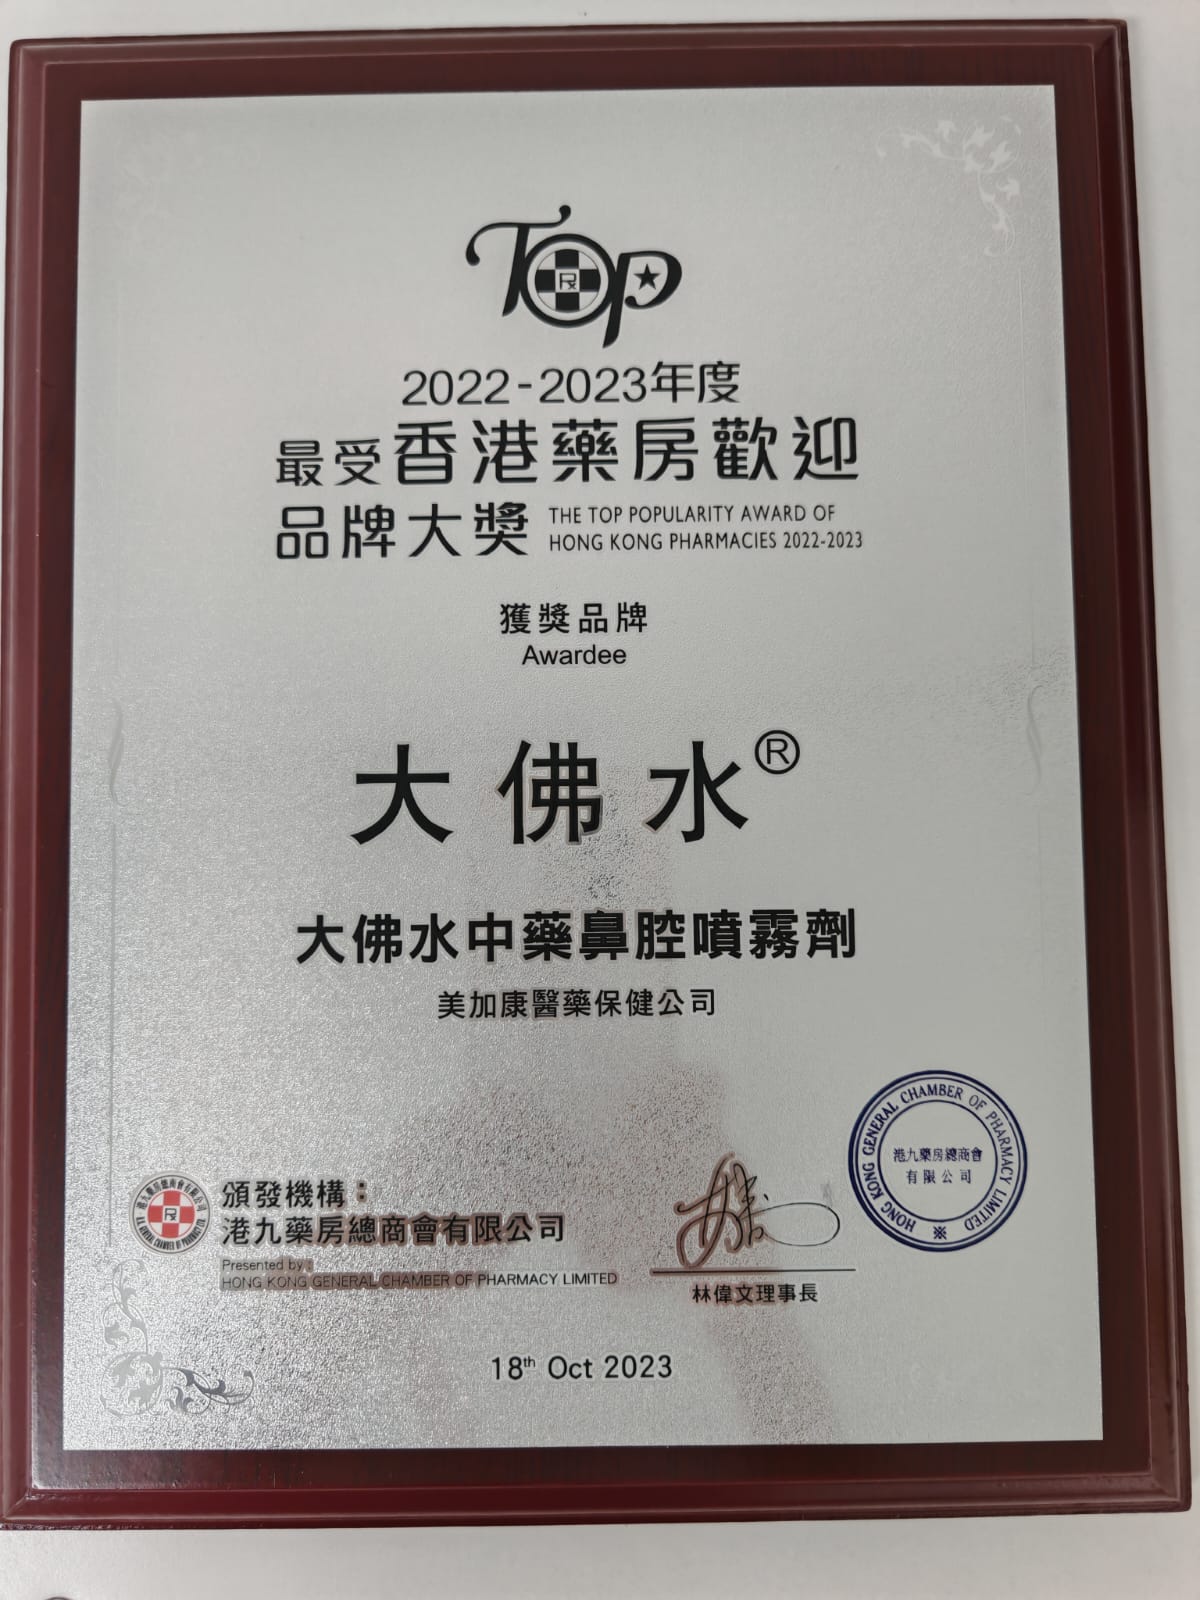 TOP
2022-2023年度
最受香港藥房歡迎
品牌大獎 THE TOP POPULARITY AWARD OF
HONG KONG PHARMACIES 2022-2023
獲獎品牌
Awardee
大佛水®
大佛水中藥鼻腔噴霧劑
美加康醫藥保健公司
HONG KONG GENERAL CHAMBER OF PHARMACY LIMITED
港九藥房總商會
有限公司
頒發機構：
港九藥房總商會有限公司
Presented by :
HONG KONG GENERAL CHAMBER OF PHARMACY LIMITED
林偉文理事長
18th Oct 2023